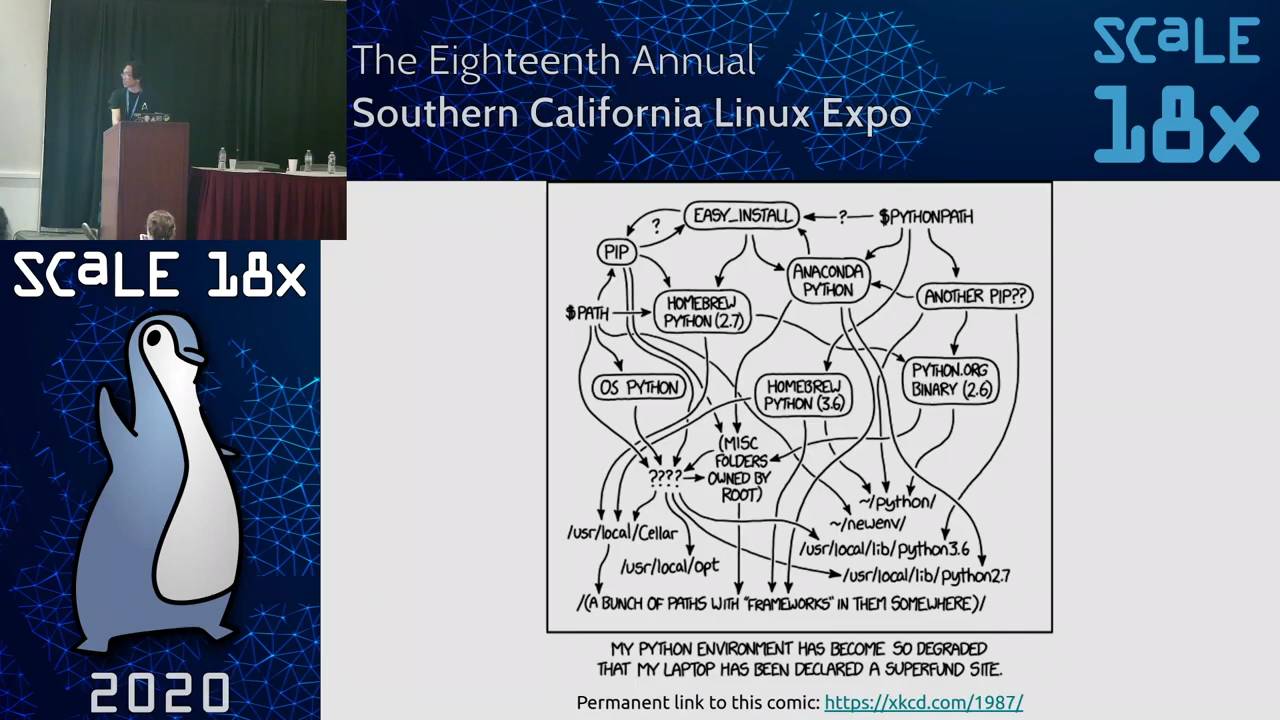 The Eighteenth Annual
Southern California Linux Expo
SCaLE
18x
SCaLE 18x
2020
EASY_INSTALL
?
$PYTHONPATH
?
PIP
ANACONDA
PYTHON
ANOTHER PIP??
HOMEBREW
PYTHON (2.7)
$PATH
OS PYTHON
HOMEBREW
PYTHON (3.6)
PYTHON.ORG
BINARY (2.6)
(MISC
FOLDERS
OWNED BY
ROOT)
????
~/python/
~/newenv/
/usr/local/Cellar
/usr/local/lib/python3.6
/usr/local/opt
/usr/local/lib/python2.7
/(A BUNCH OF PATHS WITH "FRAMEWORKS" IN THEM SOMEWHERE)/
MY PYTHON ENVIRONMENT HAS BECOME SO DEGRADED
THAT MY LAPTOP HAS BEEN DECLARED A SUPERFUND SITE.
Permanent link to this comic: https://xkcd.com/1987/